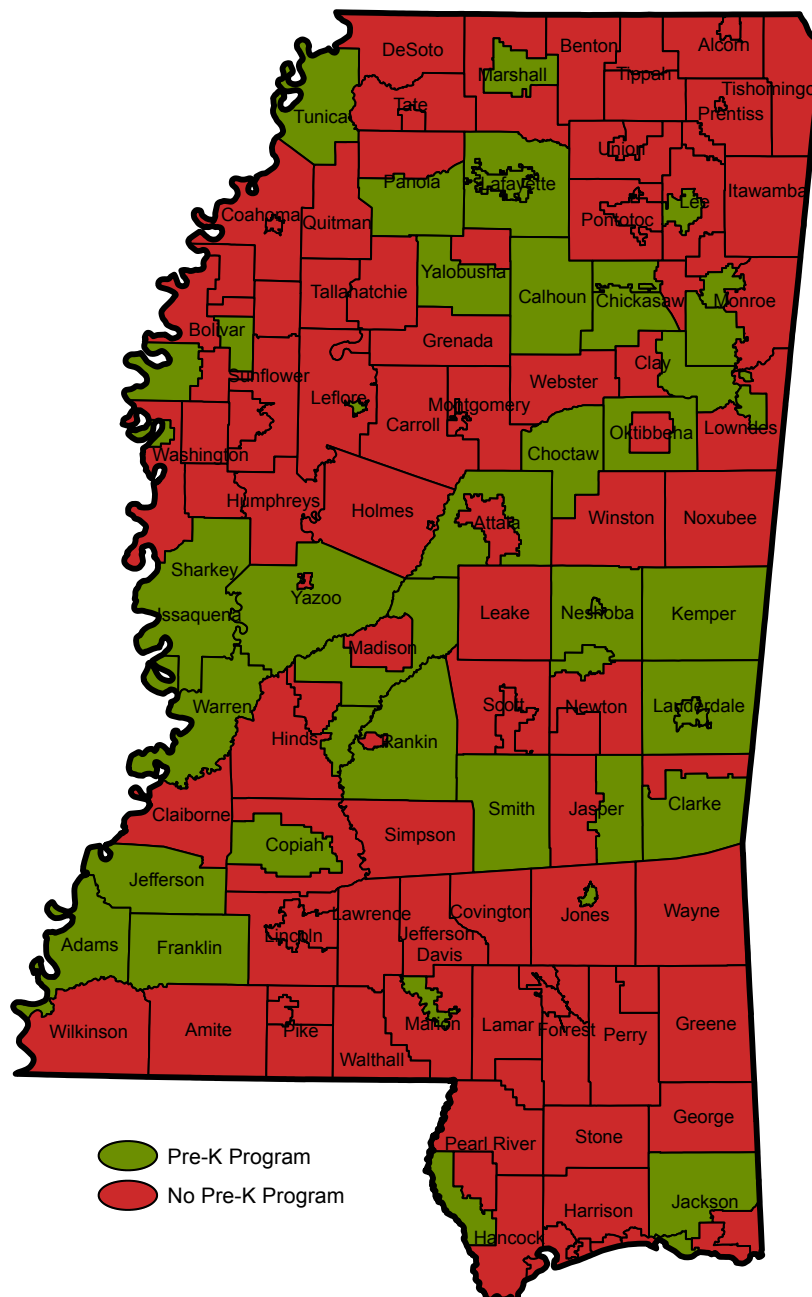 DeSoto
Benton
Alcorn
Marshall
Tippah
Tishomingo
Tunica
Tate
Prentiss
Union
Panola
Lafayette
Itawamba
Lee
Coahoma
Quitman
Pontotoc
Yalobusha
Tallahatchie
Calhoun
Chickasaw
Monroe
Bolivar
Grenada
Clay
Sunflower
Webster
Leflore
Montgomery
Carroll
Lowndes
Oktibbeha
Washington
Choctaw
Humphreys
Holmes
Attala
Winston
Noxubee
Sharkey
Yazoo
Issaquena
Leake
Neshoba
Kemper
Madison
Warren
Scott
Newton
Lauderdale
Hinds
Rankin
Claiborne
Smith
Jasper
Clarke
Simpson
Copiah
Jefferson
Lawrence
Covington
Jones
Wayne
Lincoln
Jefferson
Davis
Adams
Franklin
Wilkinson
Amite
Pike
Marion
Lamar
Forrest
Perry
Greene
Walthall
George
Pearl River
Stone
Pre-K Program
No Pre-K Program
Jackson
Harrison
Hancock